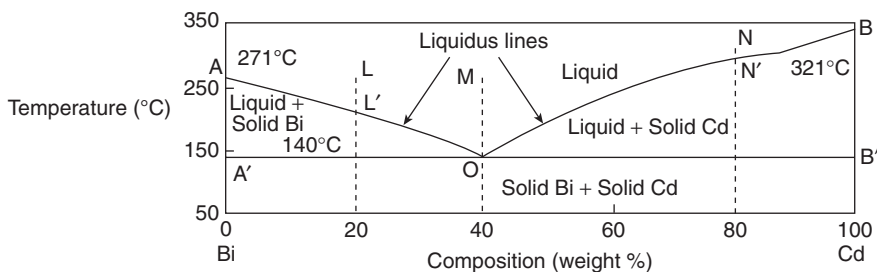 350
B
N
A
271°C
Liquidus lines
L
M
Liquid
N′
321°C
Temperature (°C)
250
Liquid +
Solid Bi
L′
Liquid + Solid Cd
140°C
150
A′
O
B′
Solid Bi + Solid Cd
50
0
20
40
60
80
100
Bi
Composition (weight %)
Cd